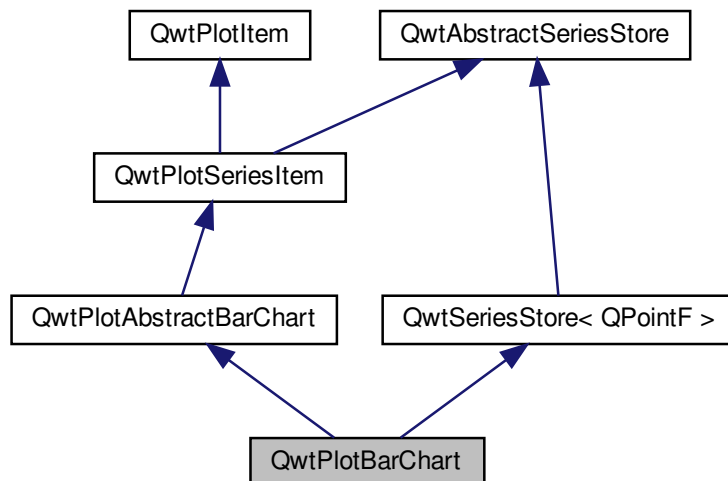 QwtPlotItem
QwtAbstractSeriesStore
QwtPlotSeriesItem
QwtPlotAbstractBarChart
QwtSeriesStore< QPointF >
QwtPlotBarChart